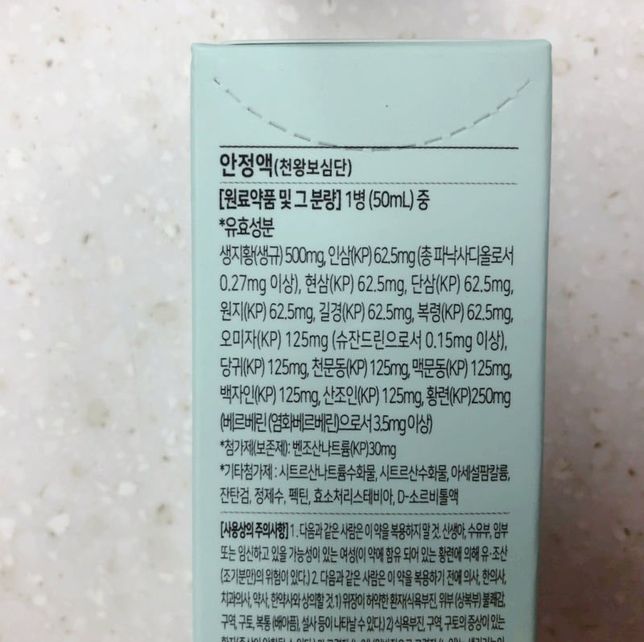 안정액(천왕보심단)
[원료약품 및 그 분량] 1병 (50mL) 중
*유효성분
생지황(생규) 500mg, 인삼(KP) 62.5mg (총 파낙사디올로서
0.27mg 이상), 현삼(KP) 62.5mg, 단삼(KP) 62.5mg,
원지(KP) 62.5mg, 길경(KP) 62.5mg, 복령(KP) 62.5mg,
오미자(KP) 125mg (슈잔드린으로서 0.15mg 이상),
당귀(KP) 125mg, 천문동(KP) 125mg, 맥문동(KP) 125mg,
백자인(KP) 125mg, 산조인(KP) 125mg, 황련(KP)250mg
(베르베린 (염화베르베린)으로서 3.5mg 이상)
*첨가제(보존제): 벤조산나트륨(KP)30mg
*기타첨가제 : 시트르산나트륨수화물, 시트르산수화물, 아세설팜칼륨,
잔탄검, 정제수, 펙틴, 효소처리스테비아, D-소르비톨액
[사용상의 주의사항] 1. 다음과 같은 사람은 이 약을 복용하지 말 것. 신생아, 수유부, 임부
또는 임신하고 있을 가능성이 있는 여성(이 약에 함유 되어 있는 황련에 의해 유·조산
(조기분만)의 위험이 있다.) 2. 다음과 같은 사람은 이 약을 복용하기 전에 의사, 한의사,
치과의사, 약사, 한약사와 상의할 것. 1) 위장이 허약한 환자(식욕부진, 위부 (상복부) 불쾌감,
구역, 구토, 복통 (배아픔), 설사 등이 나타날 수 있다.) 2) 식욕부진, 구역, 구토의 증상이 있는